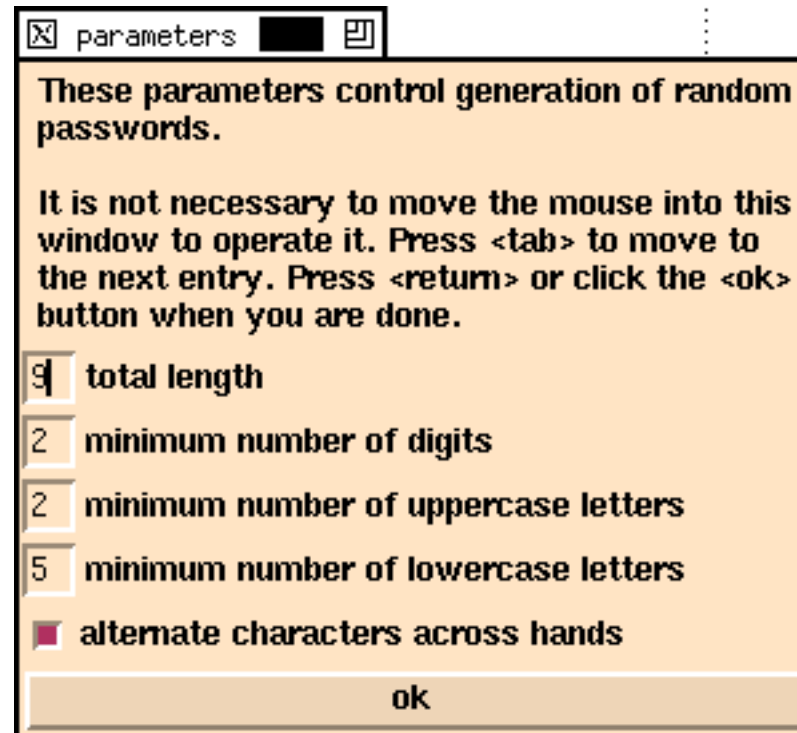 parameters
These parameters control generation of random
passwords.
It is not necessary to move the mouse into this
window to operate it. Press <tab> to move to
the next entry. Press <return> or click the <ok>
button when you are done.
9 total length
2 minimum number of digits
2 minimum number of uppercase letters
5 minimum number of lowercase letters
alternate characters across hands
ok